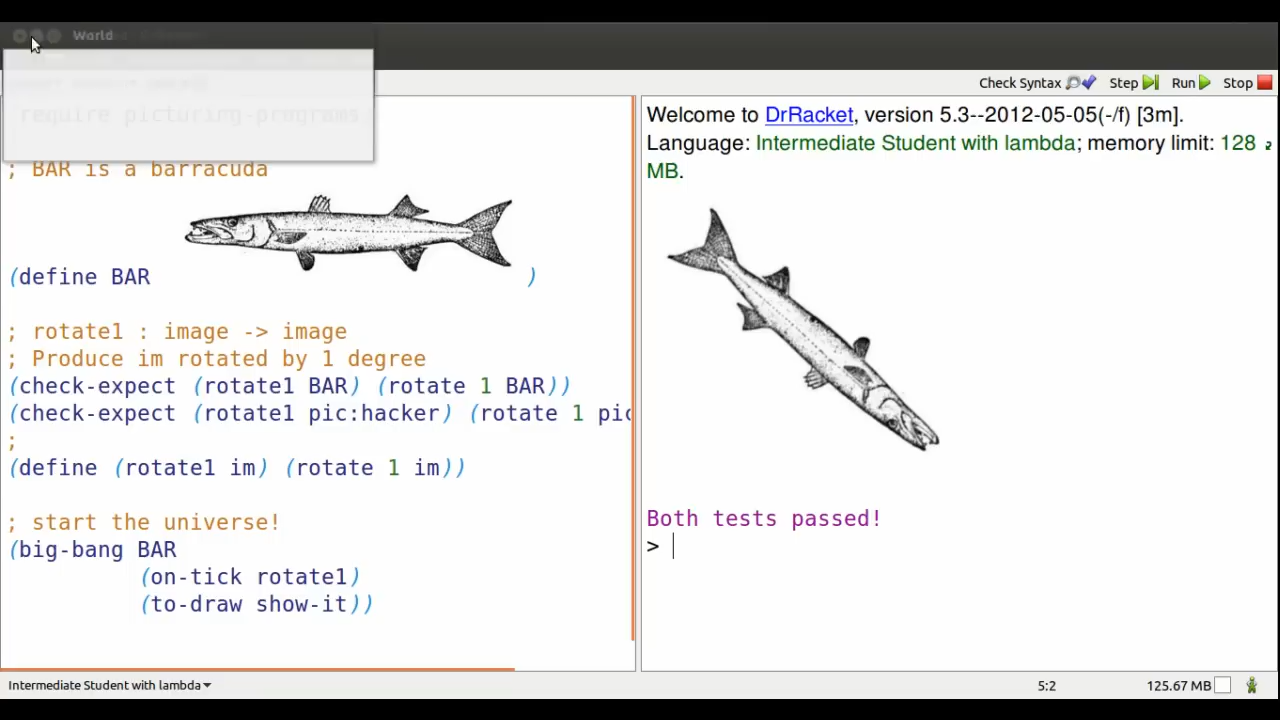 World
Check Syntax
Step
Run
Stop
require picturing-programs
; BAR is a barracuda
(define BAR )
; rotate1 : image -> image
; Produce im rotated by 1 degree
(check-expect (rotate1 BAR) (rotate 1 BAR))
(check-expect (rotate1 pic:hacker) (rotate 1 pic
;
(define (rotate1 im) (rotate 1 im))
; start the universe!
(big-bang BAR
(on-tick rotate1)
(to-draw show-it))
Welcome to DrRacket, version 5.3--2012-05-05(-/f) [3m].
Language: Intermediate Student with lambda; memory limit: 128
MB.
Both tests passed!
>
Intermediate Student with lambda
5:2
125.67 MB